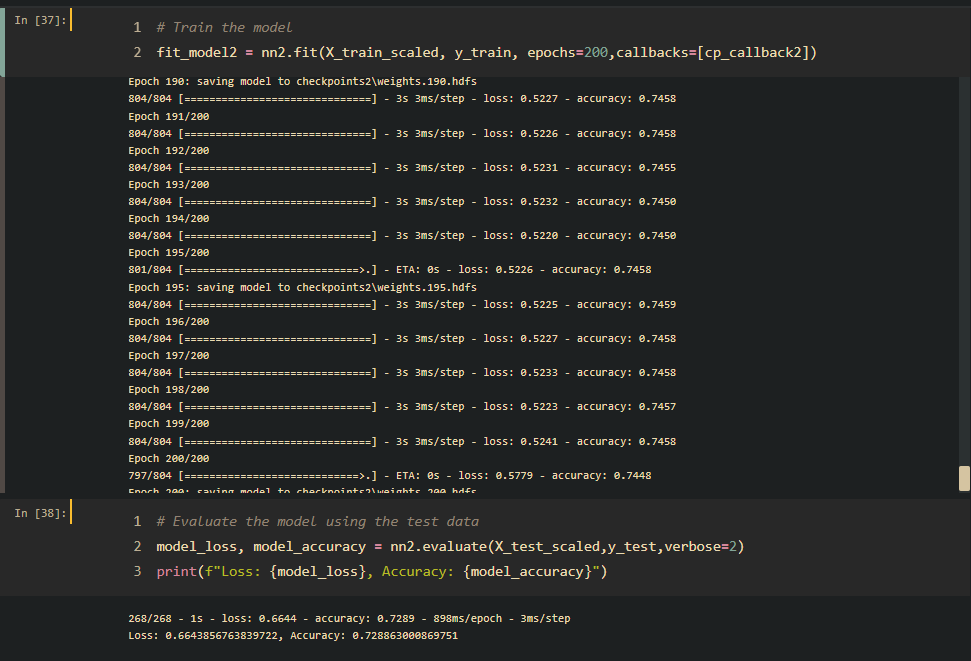 In [37]:
1 # Train the model
2 fit_model2 = nn2.fit(X_train_scaled, y_train, epochs=200,callbacks=[cp_callback2])
Epoch 190: saving model to checkpoints2\weights.190.hdfs
804/804 [==============================] - 3s 3ms/step - loss: 0.5227 - accuracy: 0.7458
Epoch 191/200
804/804 [==============================] - 3s 3ms/step - loss: 0.5226 - accuracy: 0.7458
Epoch 192/200
804/804 [==============================] - 3s 3ms/step - loss: 0.5231 - accuracy: 0.7455
Epoch 193/200
804/804 [==============================] - 3s 3ms/step - loss: 0.5232 - accuracy: 0.7450
Epoch 194/200
804/804 [==============================] - 3s 3ms/step - loss: 0.5220 - accuracy: 0.7450
Epoch 195/200
801/804 [============================>.] - ETA: 0s - loss: 0.5226 - accuracy: 0.7458
Epoch 195: saving model to checkpoints2\weights.195.hdfs
804/804 [==============================] - 3s 3ms/step - loss: 0.5225 - accuracy: 0.7459
Epoch 196/200
804/804 [==============================] - 3s 3ms/step - loss: 0.5227 - accuracy: 0.7458
Epoch 197/200
804/804 [==============================] - 3s 3ms/step - loss: 0.5233 - accuracy: 0.7458
Epoch 198/200
804/804 [==============================] - 3s 3ms/step - loss: 0.5223 - accuracy: 0.7457
Epoch 199/200
804/804 [==============================] - 3s 3ms/step - loss: 0.5241 - accuracy: 0.7458
Epoch 200/200
797/804 [============================>.] - ETA: 0s - loss: 0.5779 - accuracy: 0.7448
Epoch 200: saving model to checkpoints2\weights.200.hdfs
In [38]:
1 # Evaluate the model using the test data
2 model_loss, model_accuracy = nn2.evaluate(X_test_scaled,y_test,verbose=2)
3 print(f"Loss: {model_loss}, Accuracy: {model_accuracy}")
268/268 - 1s - loss: 0.6644 - accuracy: 0.7289 - 898ms/epoch - 3ms/step
Loss: 0.6643856763839722, Accuracy: 0.728863000869751